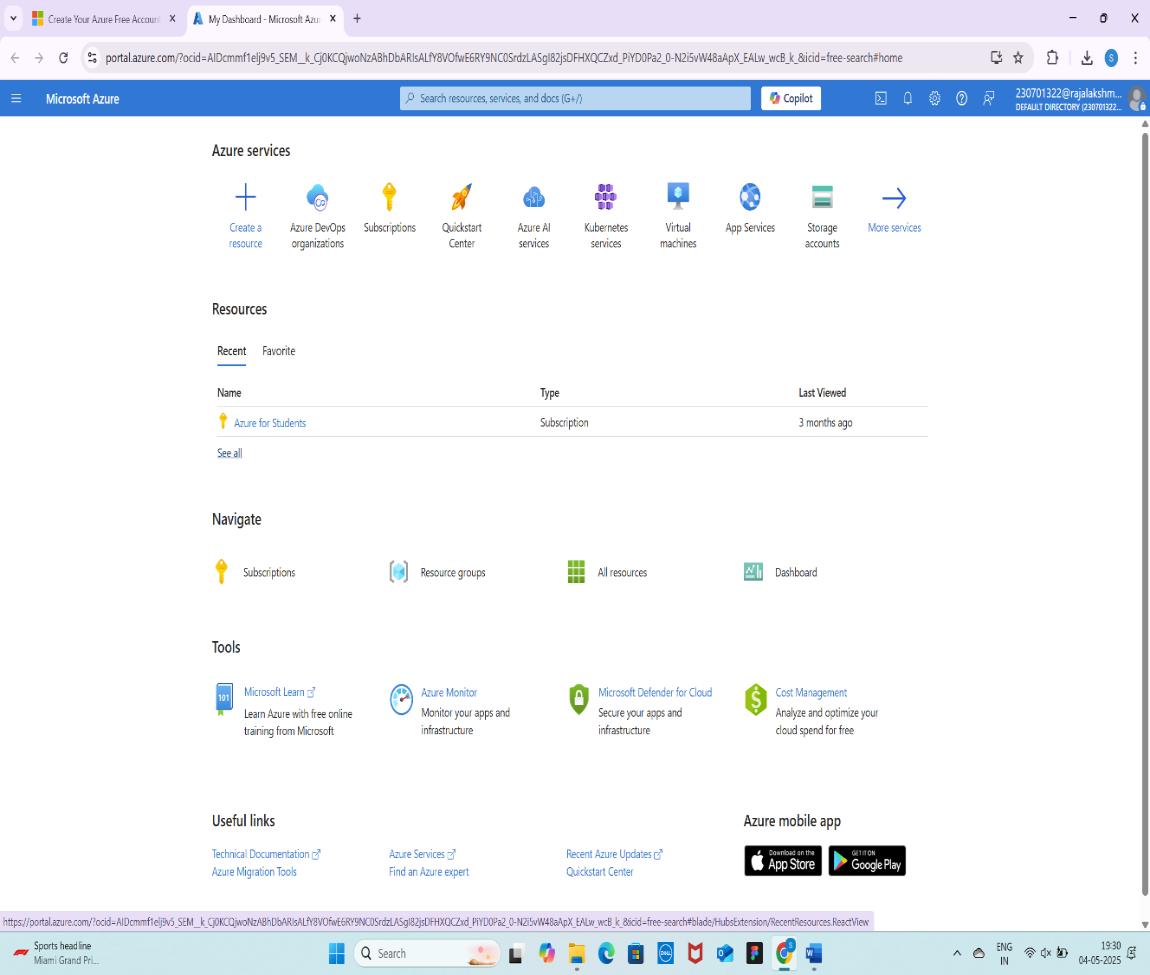 Create Your Azure Free Account
My Dashboard - Microsoft Azu
portal.azure.com/?ocid=AIDcmmf1elj9v5_SEM__k_Cj0KCQjwoNzABhDbARIsALfY8VOfwE6RY9NC0SrdzLASgI82jsDFHXQCZxd_PiYD0Pa2_0-N2i5vW48aApX_EALw_wcB_k_&icid=free-search#home
Microsoft Azure
Search resources, services, and docs (G+/)
Copilot
230701322@rajalakshm...
DEFAULT DIRECTORY (230701322...
Azure services
Create a resource
Azure DevOps organizations
Subscriptions
Quickstart Center
Azure AI services
Kubernetes services
Virtual machines
App Services
Storage accounts
More services
Resources
Recent Favorite
Name Type Last Viewed
Azure for Students Subscription 3 months ago
See all
Navigate
Subscriptions Resource groups All resources Dashboard
Tools
Microsoft Learn
Learn Azure with free online
training from Microsoft
Azure Monitor
Monitor your apps and
infrastructure
Microsoft Defender for Cloud
Secure your apps and
infrastructure
Cost Management
Analyze and optimize your
cloud spend for free
Useful links
Technical Documentation Azure Services Recent Azure Updates
Azure Migration Tools Find an Azure expert Quickstart Center
Azure mobile app
Download on the
App Store
GET IT ON
Google Play
https://portal.azure.com/?ocid=AIDcmmf1elj9v5_SEM__k_Cj0KCQjwoNzABhDbARIsALfY8VOfwE6RY9NC0SrdzLASgI82jsDFHXQCZxd_PiYD0Pa2_0-N2i5vW48aApX_EALw_wcB_k_&icid=free-search#blade/HubsExtension/RecentResources.ReactView
Sports headline
Miami Grand Pri...
Search
ENG
IN
19:30
04-05-2025